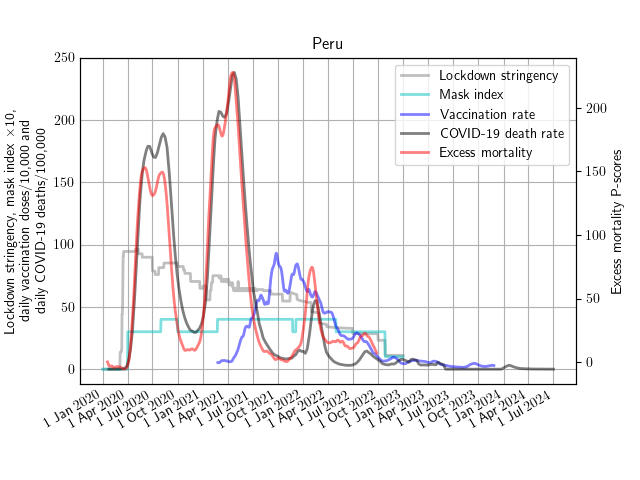 Peru
Lockdown stringency, mask index ×10,
daily vaccination doses/10,000 and
daily COVID-19 deaths/100,000
250
200
150
100
50
0
Lockdown stringency
Mask index
Vaccination rate
COVID-19 death rate
Excess mortality
200
150
100
50
0
Excess mortality P-scores
1 Jan 2020
1 Apr 2020
1 Jul 2020
1 Oct 2020
1 Jan 2021
1 Apr 2021
1 Jul 2021
1 Oct 2021
1 Jan 2022
1 Apr 2022
1 Jul 2022
1 Oct 2022
1 Jan 2023
1 Apr 2023
1 Jul 2023
1 Oct 2023
1 Jan 2024
1 Apr 2024
1 Jul 2024